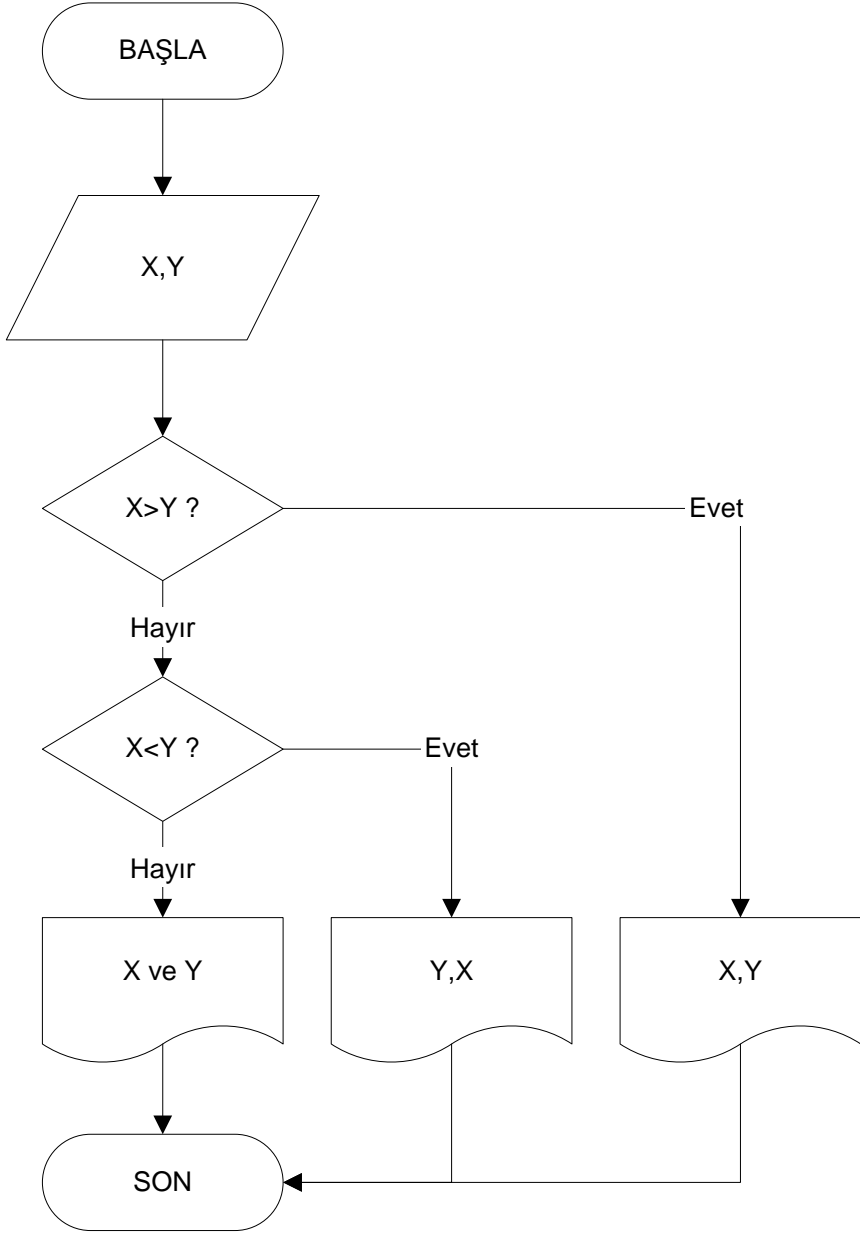 BAŞLA
X,Y
X>Y ?
Evet
Hayır
X<Y ?
Evet
Hayır
X ve Y
Y,X
X,Y
SON